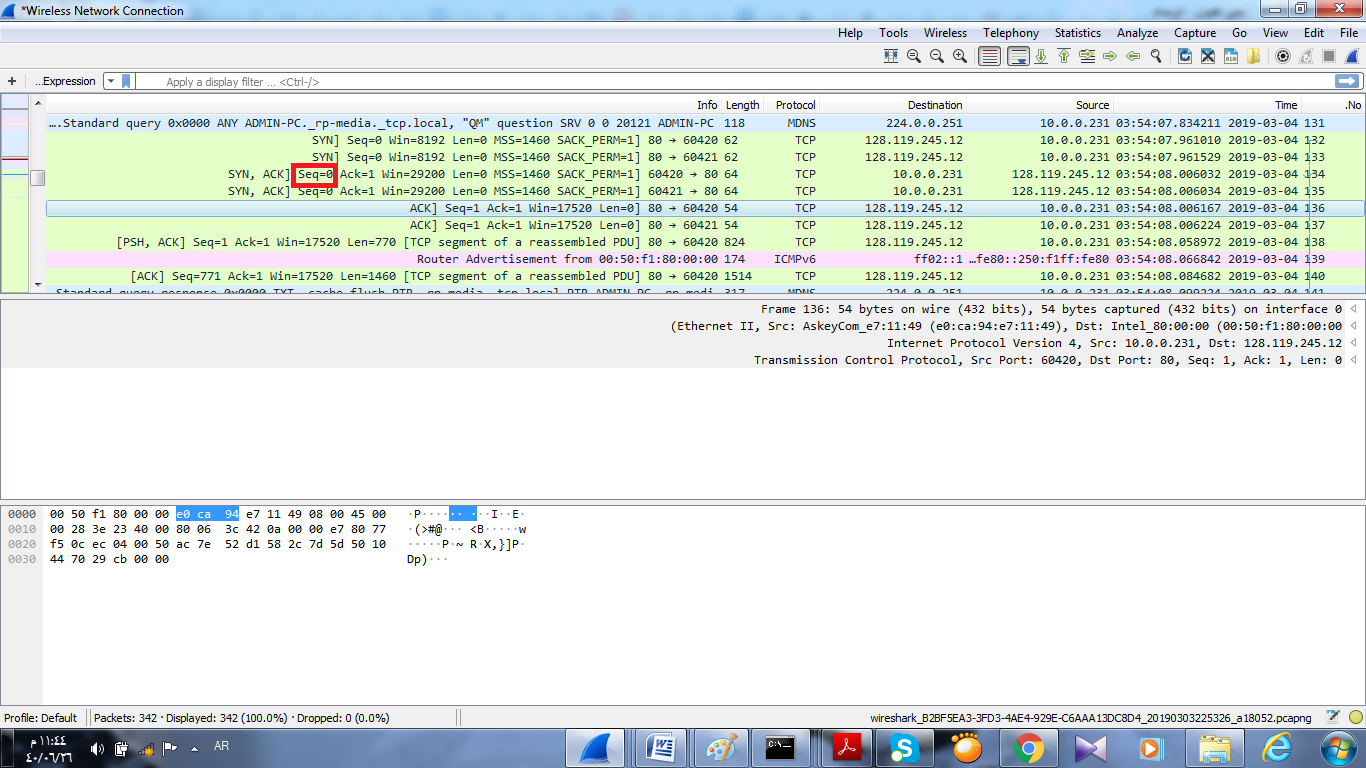 *Wireless Network Connection
Help Tools Wireless Telephony Statistics Analyze Capture Go View Edit File
+ ...Expression Apply a display filter ... <Ctrl-/>
Info Length Protocol Destination Source Time .No
...Standard query 0x0000 ANY ADMIN-PC._rp-media._tcp.local, "QM" question SRV 0 0 20121 ADMIN-PC 118 MDNS 224.0.0.251 10.0.0.231 03:54:07.834211 2019-03-04 131
SYN] Seq=0 Win=8192 Len=0 MSS=1460 SACK_PERM=1] 80 → 60420 62 TCP 128.119.245.12 10.0.0.231 03:54:07.961010 2019-03-04 132
SYN] Seq=0 Win=8192 Len=0 MSS=1460 SACK_PERM=1] 80 → 60421 62 TCP 128.119.245.12 10.0.0.231 03:54:07.961529 2019-03-04 133
SYN, ACK] Seq=0 Ack=1 Win=29200 Len=0 MSS=1460 SACK_PERM=1] 60420 → 80 64 TCP 10.0.0.231 128.119.245.12 03:54:08.006032 2019-03-04 134
SYN, ACK] Seq=0 Ack=1 Win=29200 Len=0 MSS=1460 SACK_PERM=1] 60421 → 80 64 TCP 10.0.0.231 128.119.245.12 03:54:08.006034 2019-03-04 135
ACK] Seq=1 Ack=1 Win=17520 Len=0] 80 → 60420 54 TCP 128.119.245.12 10.0.0.231 03:54:08.006167 2019-03-04 136
ACK] Seq=1 Ack=1 Win=17520 Len=0] 80 → 60421 54 TCP 128.119.245.12 10.0.0.231 03:54:08.006224 2019-03-04 137
[PSH, ACK] Seq=1 Ack=1 Win=17520 Len=770 [TCP segment of a reassembled PDU] 80 → 60420 824 TCP 128.119.245.12 10.0.0.231 03:54:08.058972 2019-03-04 138
Router Advertisement from 00:50:f1:80:00:00 174 ICMPv6 ff02::1 ...fe80::250:f1ff:fe80 03:54:08.066842 2019-03-04 139
[ACK] Seq=771 Ack=1 Win=17520 Len=1460 [TCP segment of a reassembled PDU] 80 → 60420 1514 TCP 128.119.245.12 10.0.0.231 03:54:08.084682 2019-03-04 140
Frame 136: 54 bytes on wire (432 bits), 54 bytes captured (432 bits) on interface 0
(Ethernet II, Src: AskeyCom_e7:11:49 (e0:ca:94:e7:11:49), Dst: Intel_80:00:00 (00:50:f1:80:00:00
Internet Protocol Version 4, Src: 10.0.0.231, Dst: 128.119.245.12
Transmission Control Protocol, Src Port: 60420, Dst Port: 80, Seq: 1, Ack: 1, Len: 0
0000 00 50 f1 80 00 00 e0 ca 94 e7 11 49 08 00 45 00 ·P···· ·· ·  ··I··E·
0010 00 28 3e 23 40 00 80 06 3c 42 0a 00 00 e7 80 77 ·(>#@··· <B·····w
0020 f5 0c ec 04 00 50 ac 7e 52 d1 58 2c 7d 5d 50 10 ·····P·~ R·X,}]P·
0030 44 70 29 cb 00 00 Dp)···
Profile: Default Packets: 342 · Displayed: 342 (100.0%) · Dropped: 0 (0.0%) wireshark_B2BF5EA3-3FD3-4AE4-929E-C6AAA13DC8D4_20190303225326_a18052.pcapng
١١:٤٤ م
٤٠/٠٦/٢٦
AR